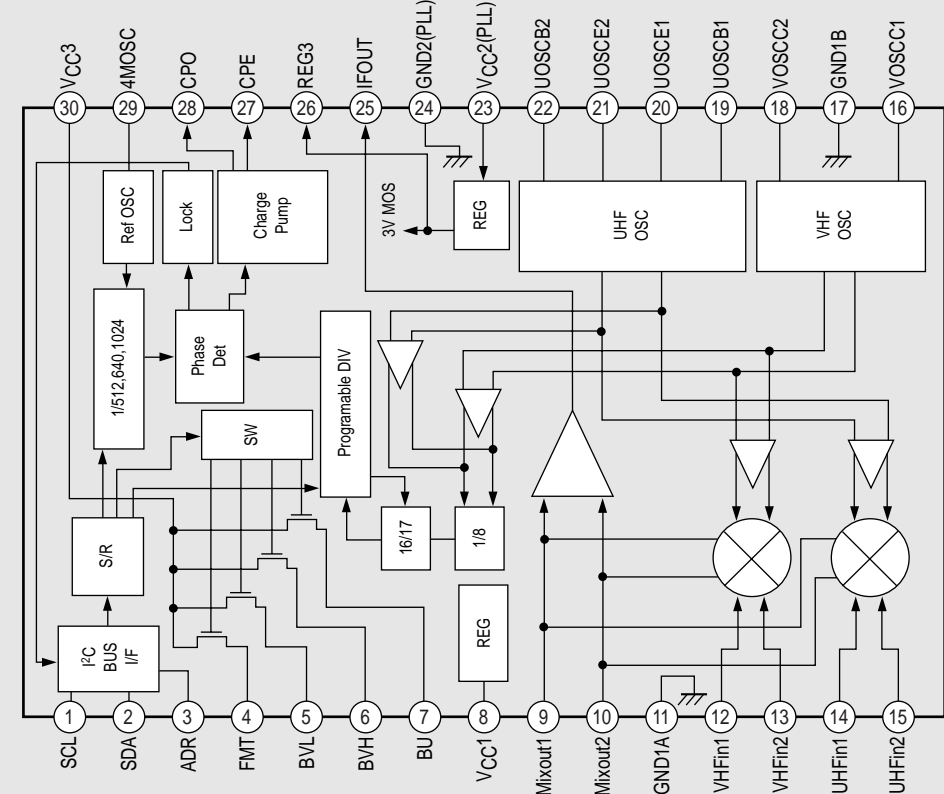 VCC3
4MOSC
CPO
CPE
REG3
IFOUT
GND2(PLL)
VCC2(PLL)
UOSCB2
UOSCE2
UOSCE1
UOSCB1
VOSCC2
GND1B
VOSCC1
30
29
28
27
26
25
24
23
22
21
20
19
18
17
16
Ref OSC
Lock
Charge
Pump
3V MOS
REG
UHF
OSC
VHF
OSC
1/512,640,1024
Phase
Det
Programable DIV
SW
S/R
16/17
1/8
I²C
BUS
I/F
REG
1
2
3
4
5
6
7
8
9
10
11
12
13
14
15
SCL
SDA
ADR
FMT
BVL
BVH
BU
VCC1
Mixout1
Mixout2
GND1A
VHFin1
VHFin2
UHFin1
UHFin2